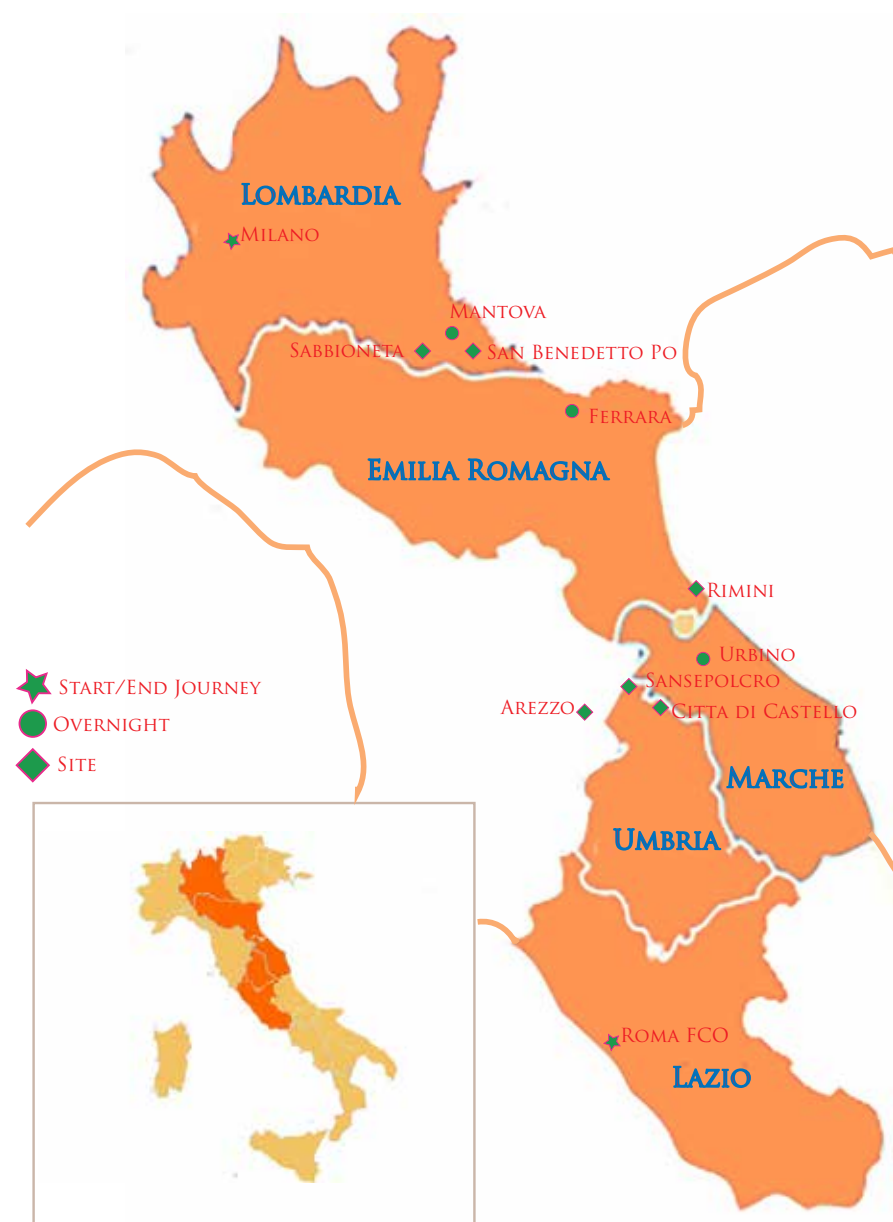 Lombardia
Milano
Mantova
Sabbioneta
San Benedetto Po
Ferrara
Emilia Romagna
Rimini
Urbino
Sansepolcro
Arezzo
Citta di Castello
Start/End Journey
Overnight
Site
Marche
Umbria
Roma FCO
Lazio